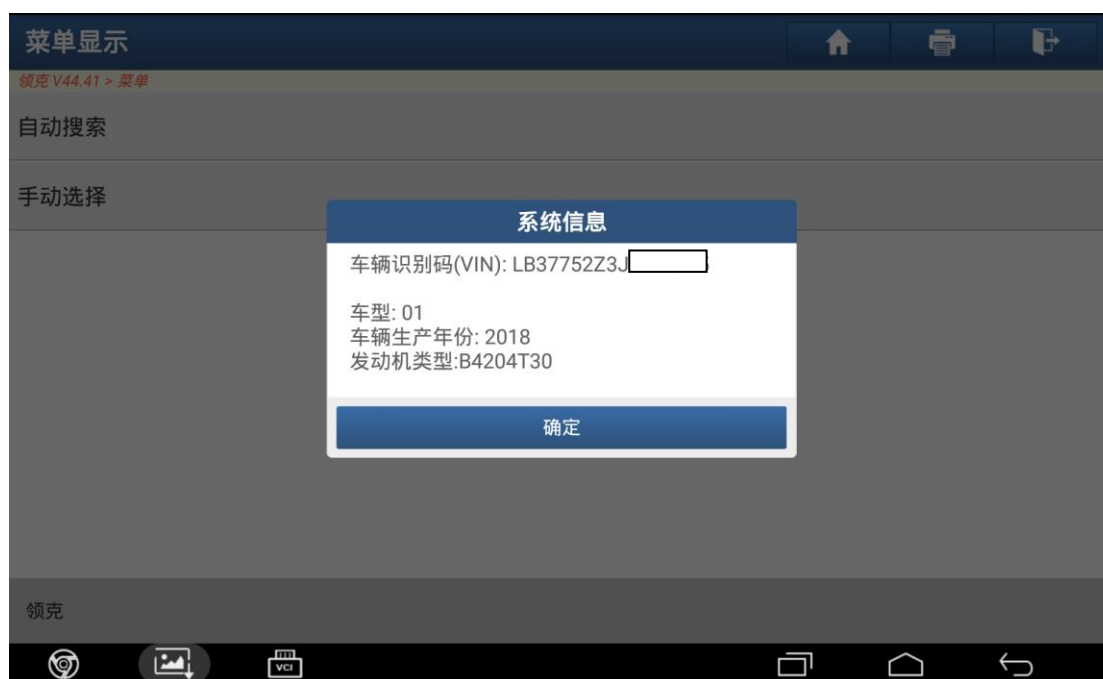 菜单显示
领克 V44.41 > 菜单
自动搜索
手动选择
系统信息
车辆识别码(VIN): LB37752Z3J
车型: 01
车辆生产年份: 2018
发动机类型:B4204T30
确定
领克
VCI